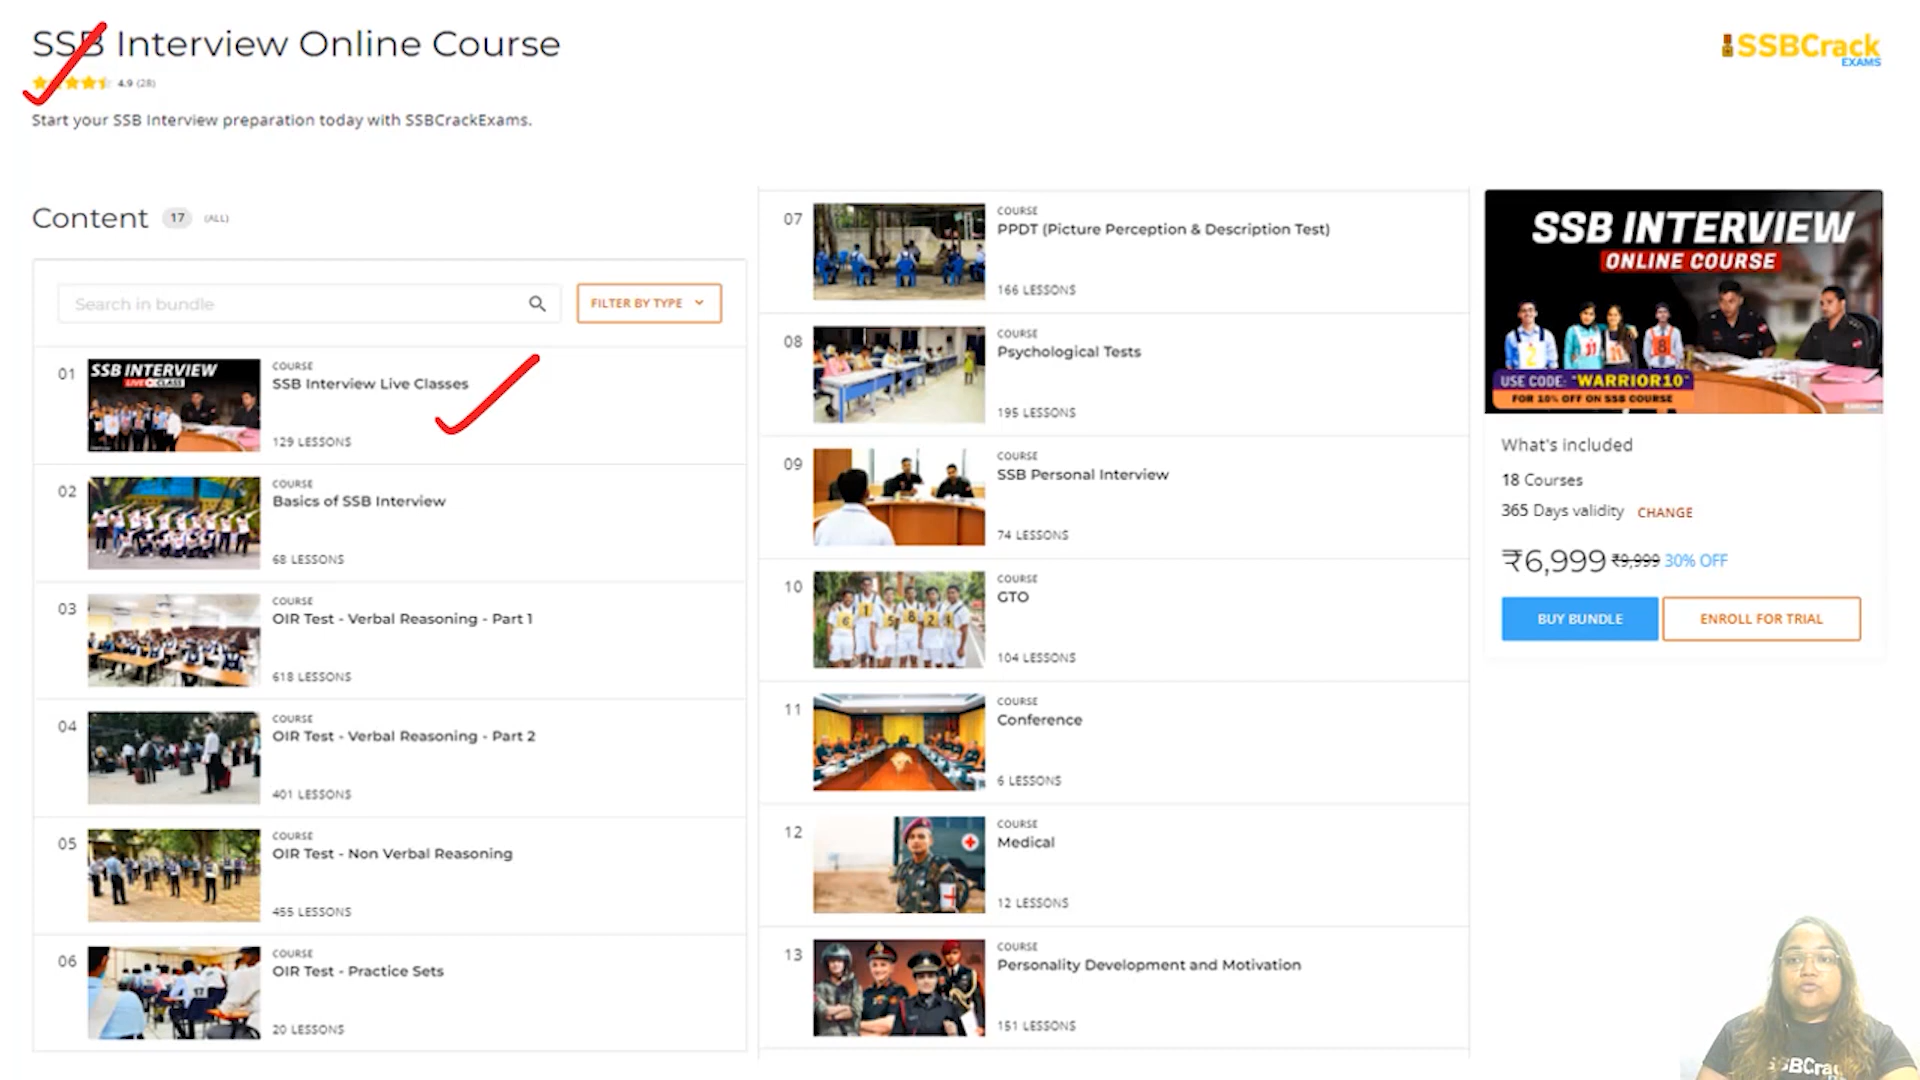 SSB Interview Online Course
4.9 (28)
Start your SSB Interview preparation today with SSBCrackExams.
SSBCrack
EXAMS
Content 17 (ALL)
Search in bundle
FILTER BY TYPE
01
SSB INTERVIEW
LIVE CLASS
COURSE
SSB Interview Live Classes
129 LESSONS
02
COURSE
Basics of SSB Interview
68 LESSONS
03
COURSE
OIR Test - Verbal Reasoning - Part 1
618 LESSONS
04
COURSE
OIR Test - Verbal Reasoning - Part 2
401 LESSONS
05
COURSE
OIR Test - Non Verbal Reasoning
455 LESSONS
06
COURSE
OIR Test - Practice Sets
20 LESSONS
07
COURSE
PPDT (Picture Perception & Description Test)
166 LESSONS
08
COURSE
Psychological Tests
195 LESSONS
09
COURSE
SSB Personal Interview
74 LESSONS
10
COURSE
GTO
104 LESSONS
11
COURSE
Conference
6 LESSONS
12
COURSE
Medical
12 LESSONS
13
COURSE
Personality Development and Motivation
151 LESSONS
SSB INTERVIEW
ONLINE COURSE
USE CODE: "WARRIOR10"
FOR 10% OFF ON SSB COURSE
What's included
18 Courses
365 Days validity CHANGE
₹6,999 ₹9,999 30% OFF
BUY BUNDLE
ENROLL FOR TRIAL